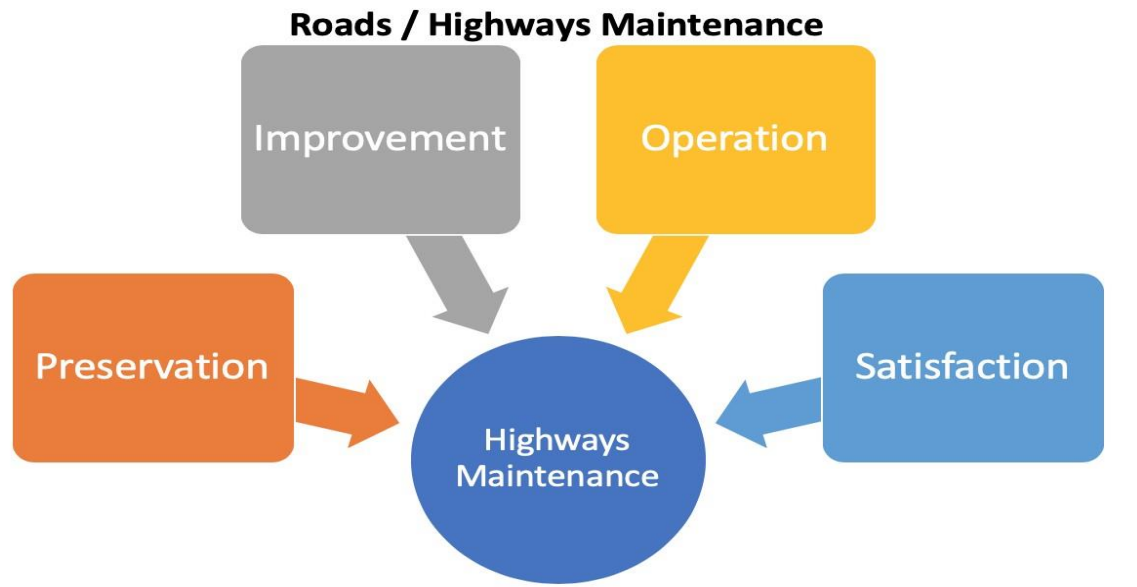 Roads / Highways Maintenance
Improvement
Operation
Preservation
Satisfaction
Highways
Maintenance